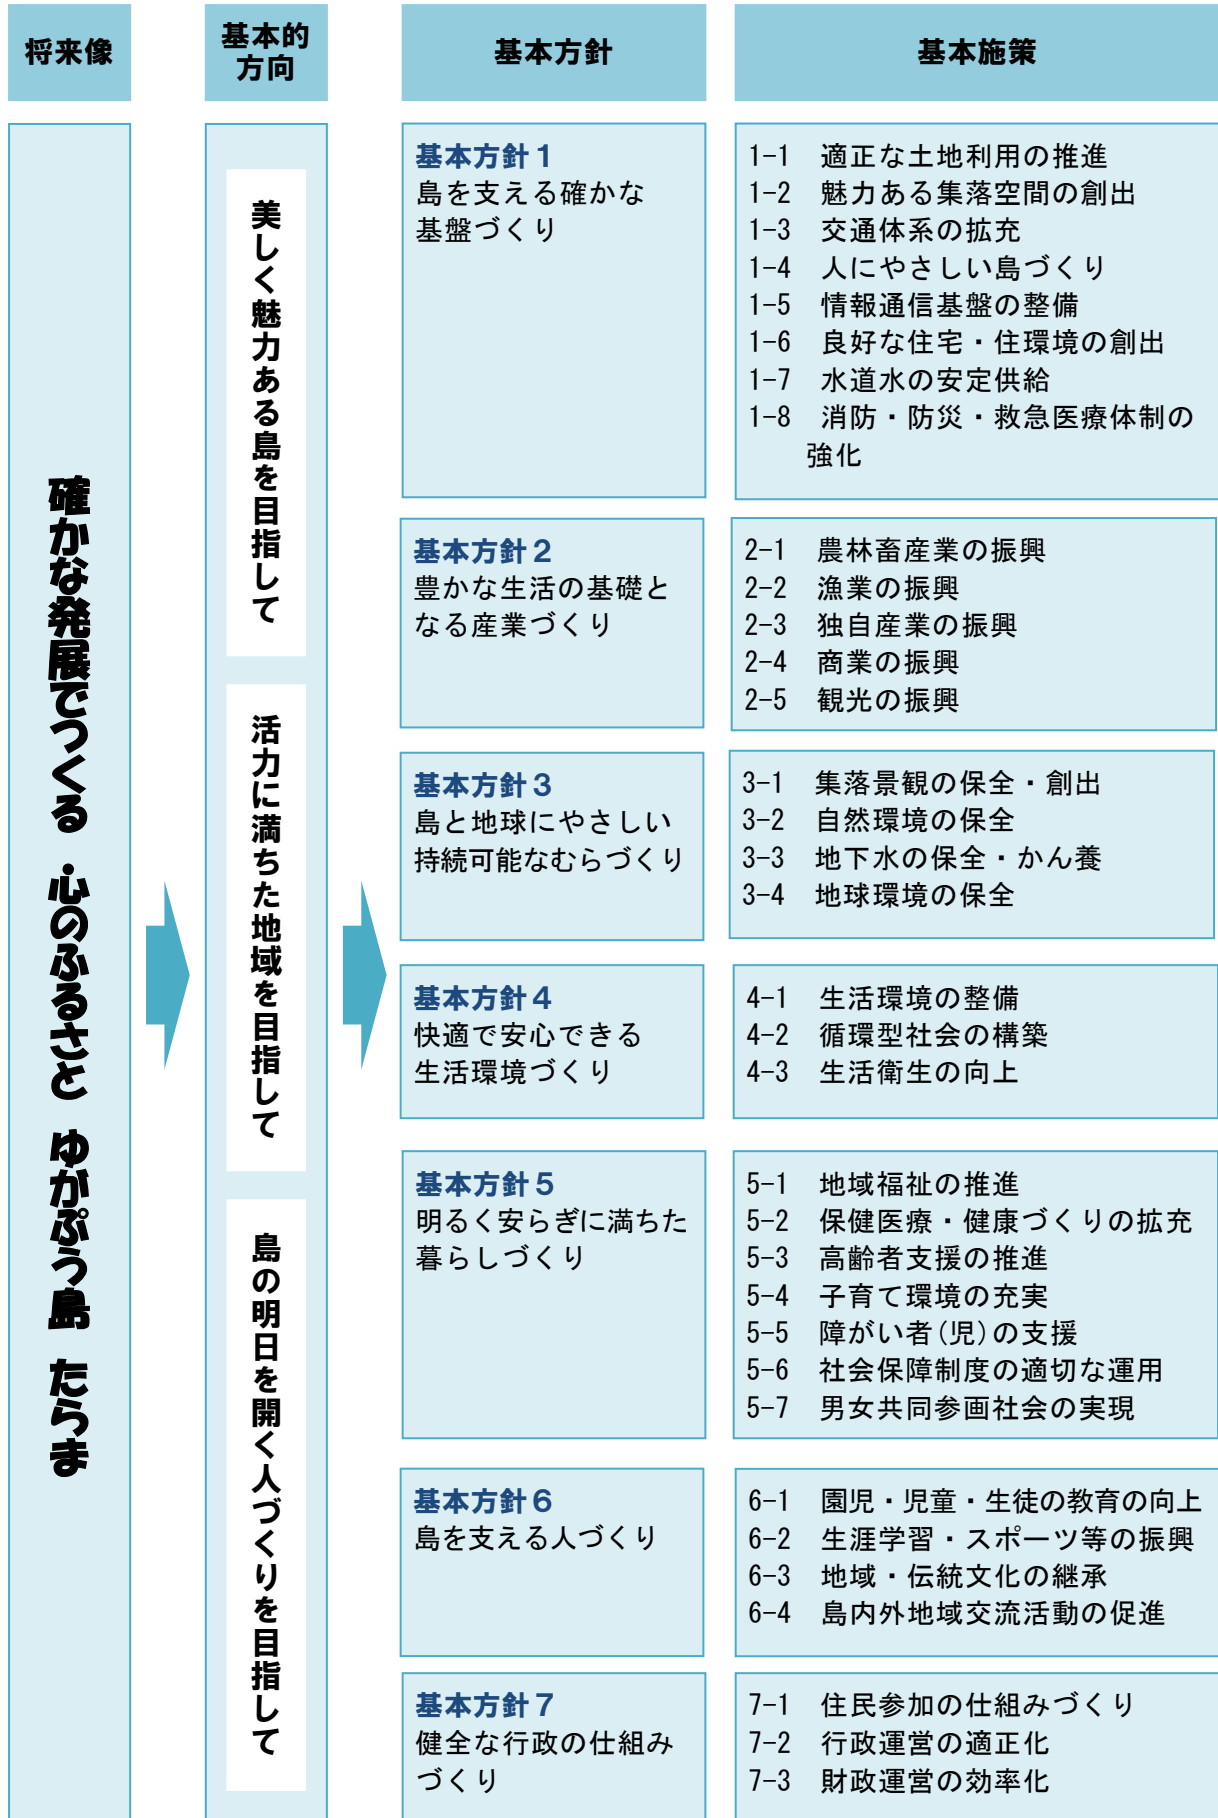 将来像
基本的
方向
基本方針
基本施策
確かな発展でつくる 心のふるさと ゆがぷう島 たらま
美しく魅力ある島を目指して
活力に満ちた地域を目指して
島の明日を開く人づくりを目指して
基本方針１
島を支える確かな
基盤づくり
1-1　適正な土地利用の推進
1-2　魅力ある集落空間の創出
1-3　交通体系の拡充
1-4　人にやさしい島づくり
1-5　情報通信基盤の整備
1-6　良好な住宅・住環境の創出
1-7　水道水の安定供給
1-8　消防・防災・救急医療体制の
強化
基本方針２
豊かな生活の基礎と
なる産業づくり
2-1　農林畜産業の振興
2-2　漁業の振興
2-3　独自産業の振興
2-4　商業の振興
2-5　観光の振興
基本方針３
島と地球にやさしい
持続可能なむらづくり
3-1　集落景観の保全・創出
3-2　自然環境の保全
3-3　地下水の保全・かん養
3-4　地球環境の保全
基本方針４
快適で安心できる
生活環境づくり
4-1　生活環境の整備
4-2　循環型社会の構築
4-3　生活衛生の向上
基本方針５
明るく安らぎに満ちた
暮らしづくり
5-1　地域福祉の推進
5-2　保健医療・健康づくりの拡充
5-3　高齢者支援の推進
5-4　子育て環境の充実
5-5　障がい者(児)の支援
5-6　社会保障制度の適切な運用
5-7　男女共同参画社会の実現
基本方針６
島を支える人づくり
6-1　園児・児童・生徒の教育の向上
6-2　生涯学習・スポーツ等の振興
6-3　地域・伝統文化の継承
6-4　島内外地域交流活動の促進
基本方針７
健全な行政の仕組み
づくり
7-1　住民参加の仕組みづくり
7-2　行政運営の適正化
7-3　財政運営の効率化